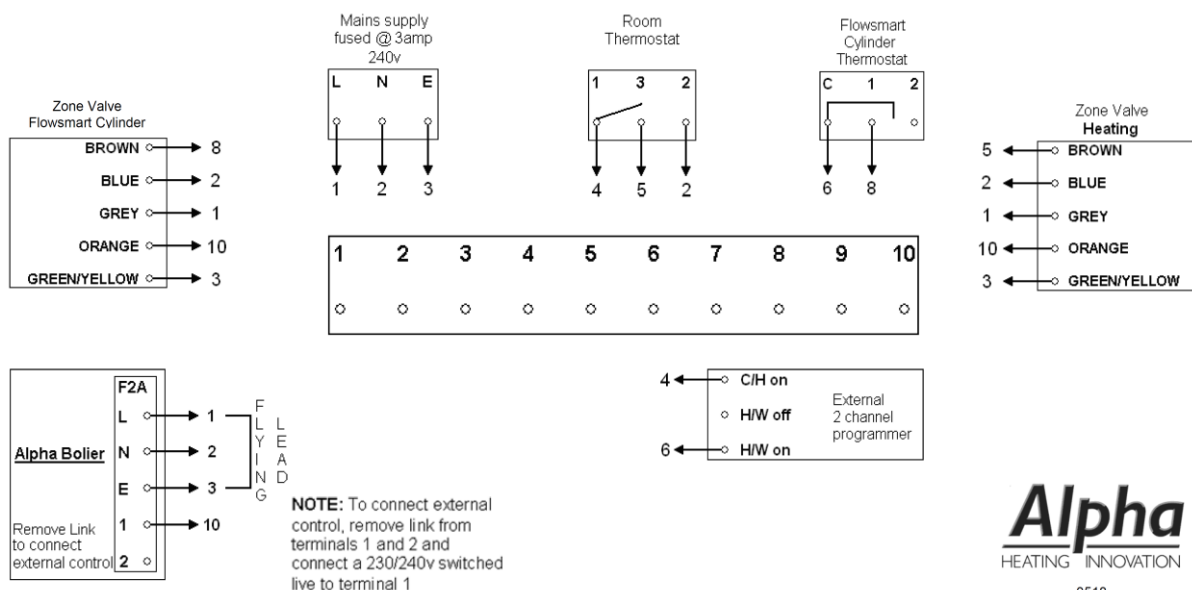 Mains supply
fused @ 3amp
240v
L N E
1 2 3
Room
Thermostat
1 3 2
4 5 2
Flowsmart
Cylinder
Thermostat
C 1 2
6 8
Zone Valve
Flowsmart Cylinder
BROWN 8
BLUE 2
GREY 1
ORANGE 10
GREEN/YELLOW 3
Zone Valve
Heating
5 BROWN
2 BLUE
1 GREY
10 ORANGE
3 GREEN/YELLOW
1 2 3 4 5 6 7 8 9 10
Alpha Bolier
Remove Link
to connect
external control
F2A
L 1
N 2
E 3
1 10
2
FLYING
LEAD
NOTE: To connect external
control, remove link from
terminals 1 and 2 and
connect a 230/240v switched
live to terminal 1
4 C/H on
H/W off
6 H/W on
External
2 channel
programmer
Alpha
HEATING INNOVATION